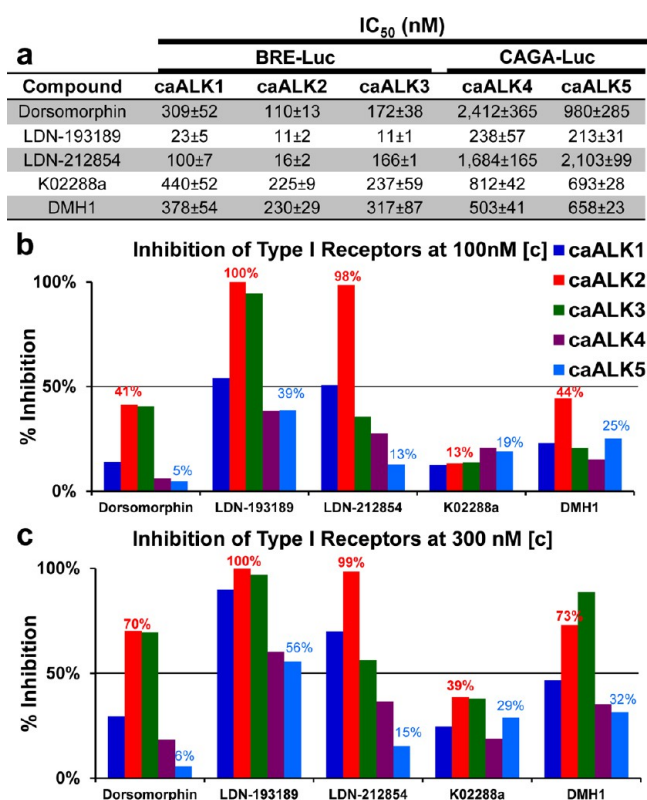 IC50 (nM)
a BRE-Luc CAGA-Luc
Compound caALK1 caALK2 caALK3 caALK4 caALK5
Dorsomorphin 309±52 110±13 172±38 2,412±365 980±285
LDN-193189 23±5 11±2 11±1 238±57 213±31
LDN-212854 100±7 16±2 166±1 1,684±165 2,103±99
K02288a 440±52 225±9 237±59 812±42 693±28
DMH1 378±54 230±29 317±87 503±41 658±23
b Inhibition of Type I Receptors at 100nM [c]
caALK1
caALK2
caALK3
caALK4
caALK5
% Inhibition
100%
50%
0%
41% 5% 100% 39% 98% 13% 13% 19% 44% 25%
Dorsomorphin LDN-193189 LDN-212854 K02288a DMH1
c Inhibition of Type I Receptors at 300 nM [c]
% Inhibition
100%
50%
0%
70% 6% 100% 56% 99% 15% 39% 29% 73% 32%
Dorsomorphin LDN-193189 LDN-212854 K02288a DMH1